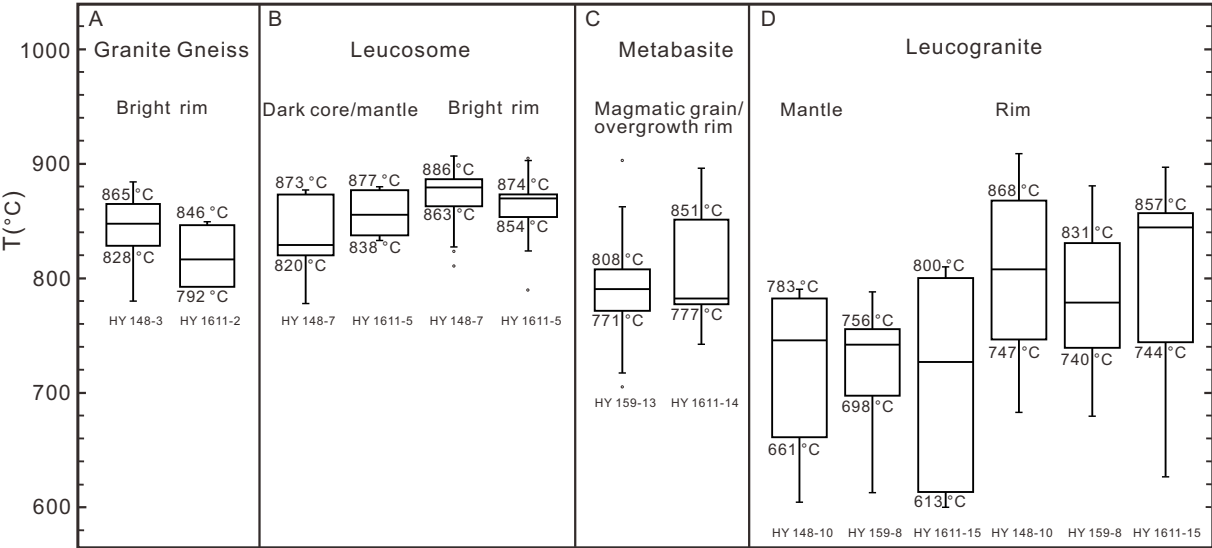 A
B
C
D
Granite Gneiss
Leucosome
Metabasite
Leucogranite
Bright rim
Dark core/mantle
Bright rim
Magmatic grain/
overgrowth rim
Mantle
Rim
T(°C)
1000
900
800
700
600
865 °C
828 °C
HY 148-3
846 °C
792 °C
HY 1611-2
873 °C
820 °C
HY 148-7
877 °C
838 °C
HY 1611-5
886 °C
863 °C
HY 148-7
874 °C
854 °C
HY 1611-5
808 °C
771 °C
HY 159-13
851 °C
777 °C
HY 1611-14
783 °C
661 °C
HY 148-10
756 °C
698 °C
HY 159-8
800 °C
613 °C
HY 1611-15
868 °C
747 °C
HY 148-10
831 °C
740 °C
HY 159-8
857 °C
744 °C
HY 1611-15